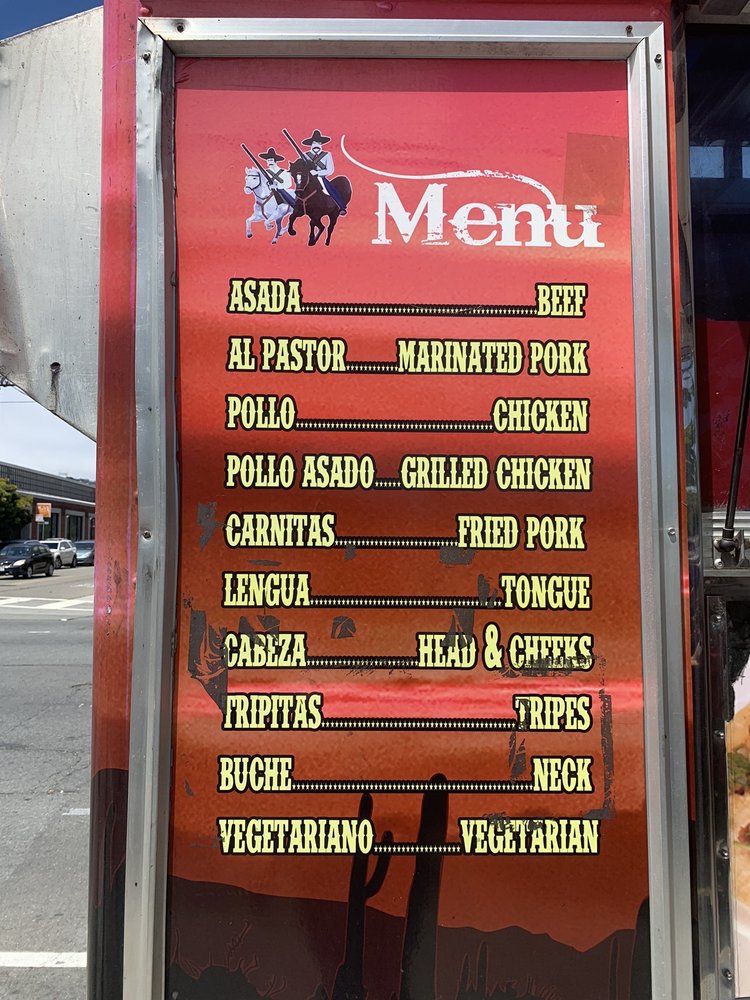 Menu
ASADA..........BEEF
AL PASTOR..........MARINATED PORK
POLLO..........CHICKEN
POLLO ASADO.....GRILLED CHICKEN
CARNITAS..........FRIED PORK
LENGUA..........TONGUE
CABEZA..........HEAD & CHEEKS
TRIPITAS..........TRIPES
BUCHE..........NECK
VEGETARIANO..........VEGETARIAN